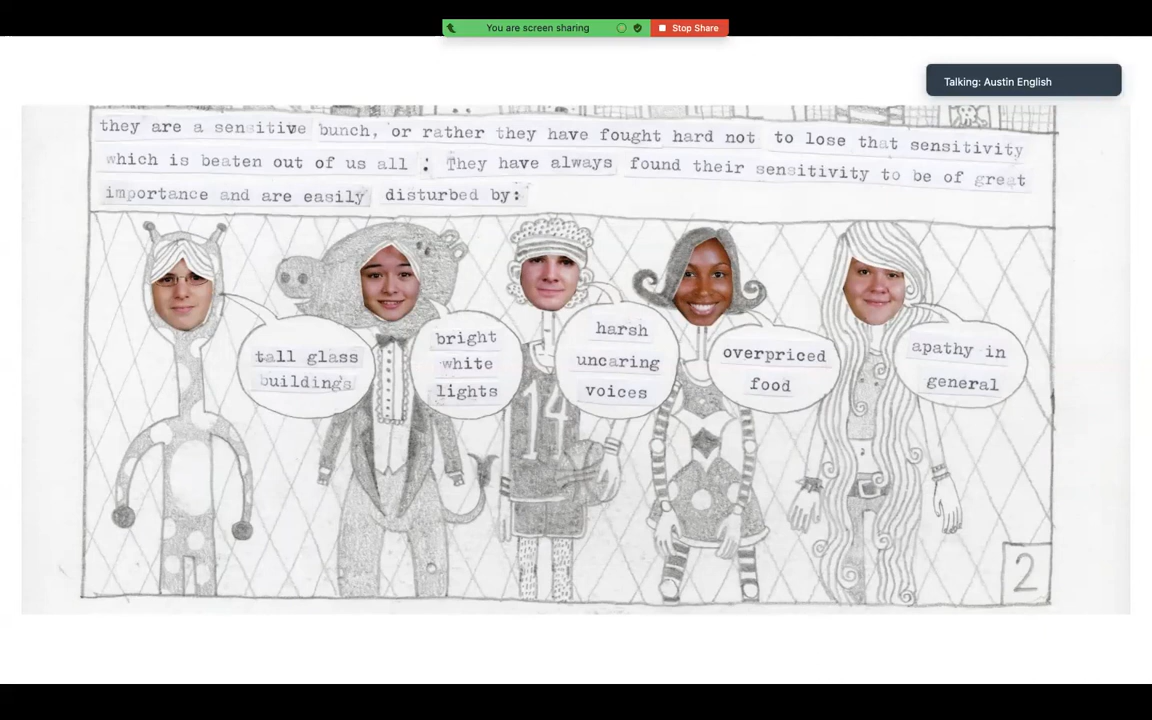 You are screen sharing
Stop Share
Talking: Austin English
they are a sensitive bunch, or rather they have fought hard not to lose that sensitivity
which is beaten out of us all : They have always found their sensitivity to be of great
importance and are easily disturbed by:
tall glass
buildings
bright
white
lights
harsh
uncaring
voices
overpriced
food
apathy in
general
14
2